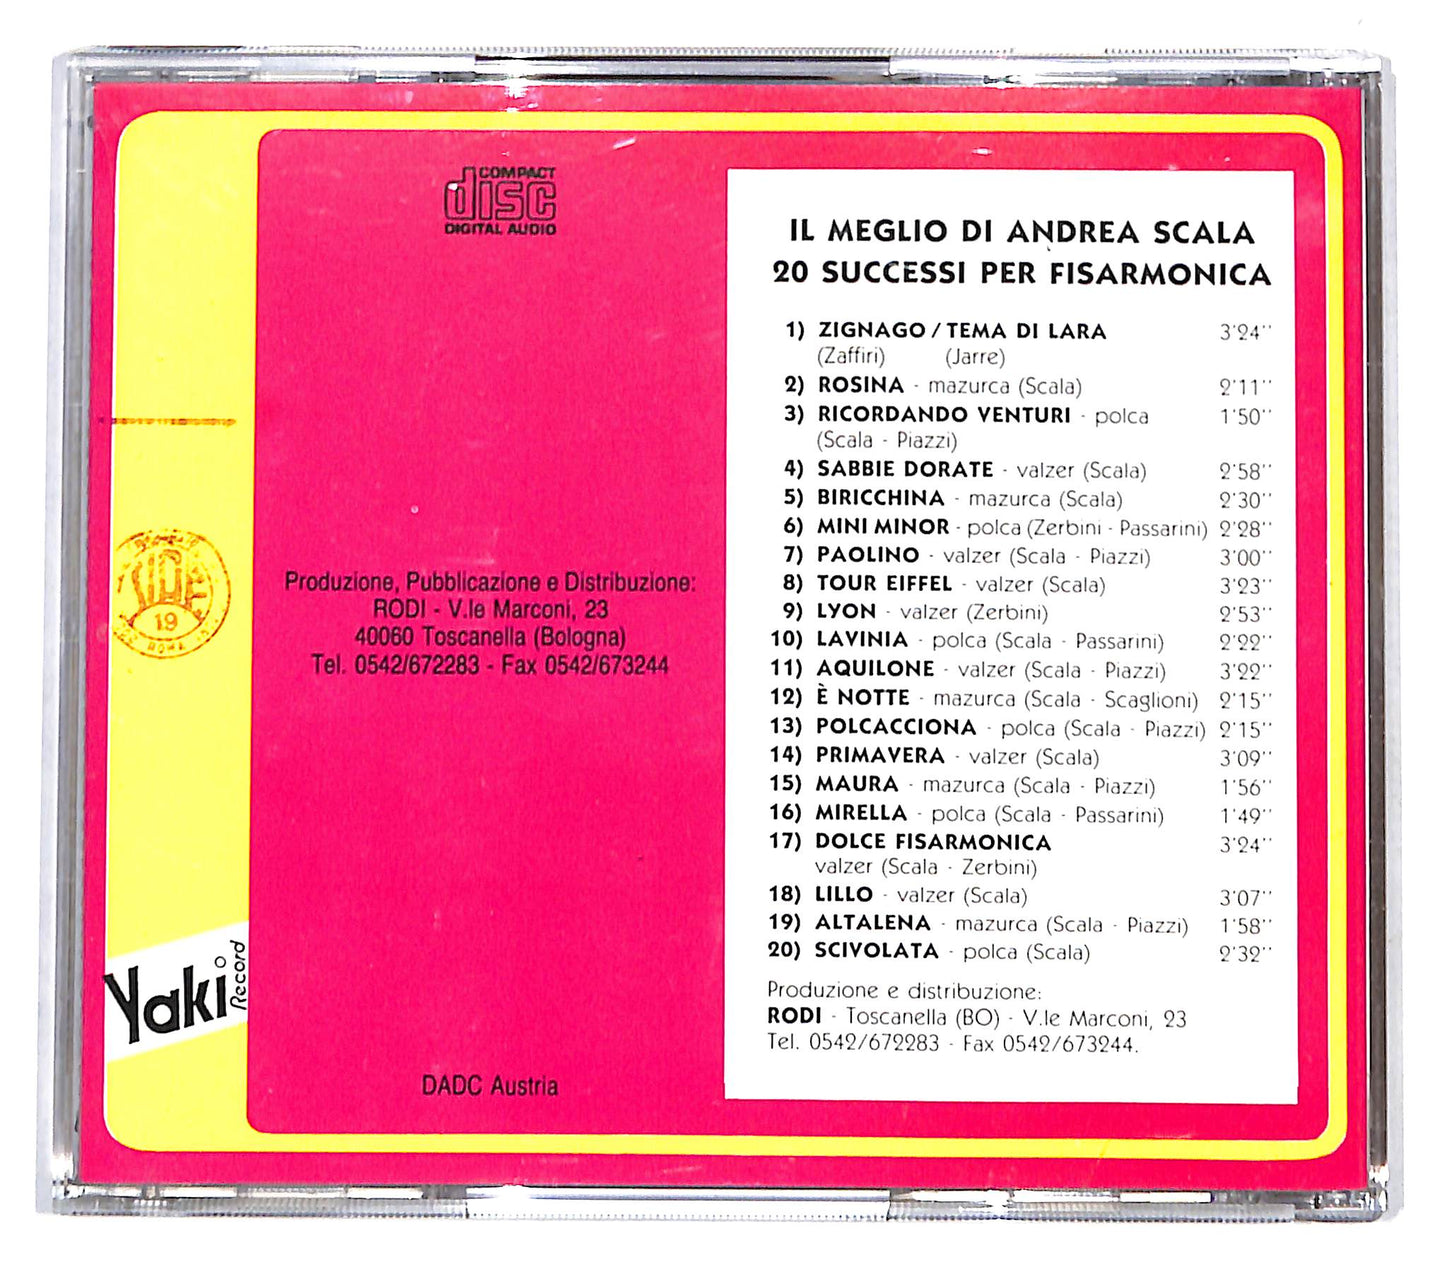 COMPACT
disc
DIGITAL AUDIO
Produzione, Pubblicazione e Distribuzione:
RODI - V.le Marconi, 23
40060 Toscanella (Bologna)
Tel. 0542/672283 - Fax 0542/673244
SIAE
19
ROMA
Yaki
Record
DADC Austria
IL MEGLIO DI ANDREA SCALA
20 SUCCESSI PER FISARMONICA
1) ZIGNAGO / TEMA DI LARA 3'24''
(Zaffiri) (Jarre)
2) ROSINA - mazurca (Scala) 2'11''
3) RICORDANDO VENTURI - polca 1'50''
(Scala - Piazzi)
4) SABBIE DORATE - valzer (Scala) 2'58''
5) BIRICCHINA - mazurca (Scala) 2'30''
6) MINI MINOR - polca (Zerbini - Passarini) 2'28''
7) PAOLINO - valzer (Scala - Piazzi) 3'00''
8) TOUR EIFFEL - valzer (Scala) 3'23''
9) LYON - valzer (Zerbini) 2'53''
10) LAVINIA - polca (Scala - Passarini) 2'22''
11) AQUILONE - valzer (Scala - Piazzi) 3'22''
12) È NOTTE - mazurca (Scala - Scaglioni) 2'15''
13) POLCACCIONA - polca (Scala - Piazzi) 2'15''
14) PRIMAVERA - valzer (Scala) 3'09''
15) MAURA - mazurca (Scala - Piazzi) 1'56''
16) MIRELLA - polca (Scala - Passarini) 1'49''
17) DOLCE FISARMONICA 3'24''
valzer (Scala - Zerbini)
18) LILLO - valzer (Scala) 3'07''
19) ALTALENA - mazurca (Scala - Piazzi) 1'58''
20) SCIVOLATA - polca (Scala) 2'32''
Produzione e distribuzione:
RODI - Toscanella (BO) - V.le Marconi, 23
Tel. 0542/672283 - Fax 0542/673244.